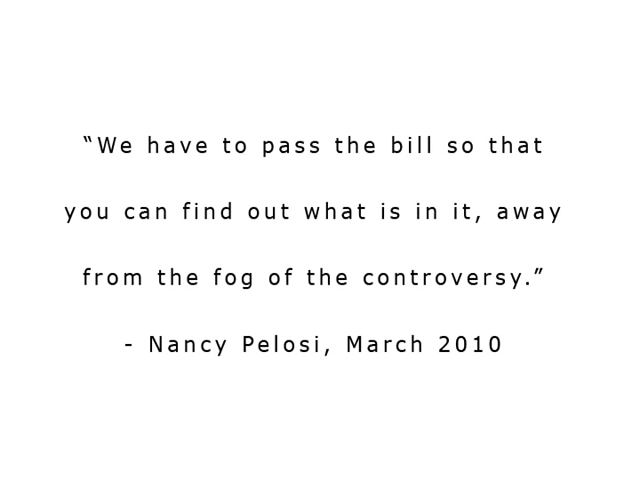 “We have to pass the bill so that
you can find out what is in it, away
from the fog of the controversy.”
- Nancy Pelosi, March 2010